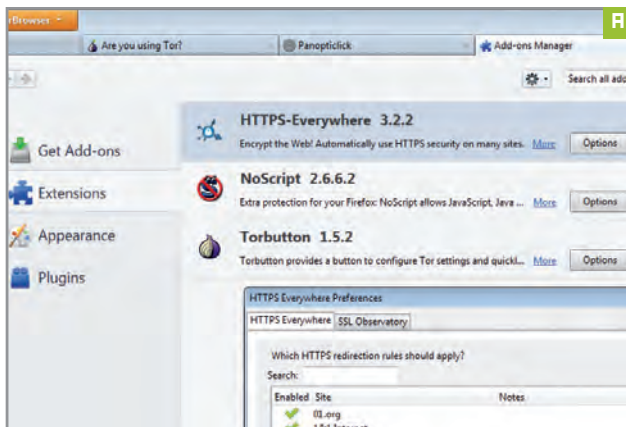 rBrowser
A
Are you using Tor?
Panopticlick
Add-ons Manager
Search all add
Get Add-ons
Extensions
Appearance
Plugins
HTTPS-Everywhere 3.2.2
Encrypt the Web! Automatically use HTTPS security on many sites. More
Options
NoScript 2.6.6.2
Extra protection for your Firefox: NoScript allows JavaScript, Java ... More
Options
Torbutton 1.5.2
Torbutton provides a button to configure Tor settings and quickl... More
Options
HTTPS Everywhere Preferences
HTTPS Everywhere SSL Observatory
Which HTTPS redirection rules should apply?
Search:
Enabled Site Notes
01.org